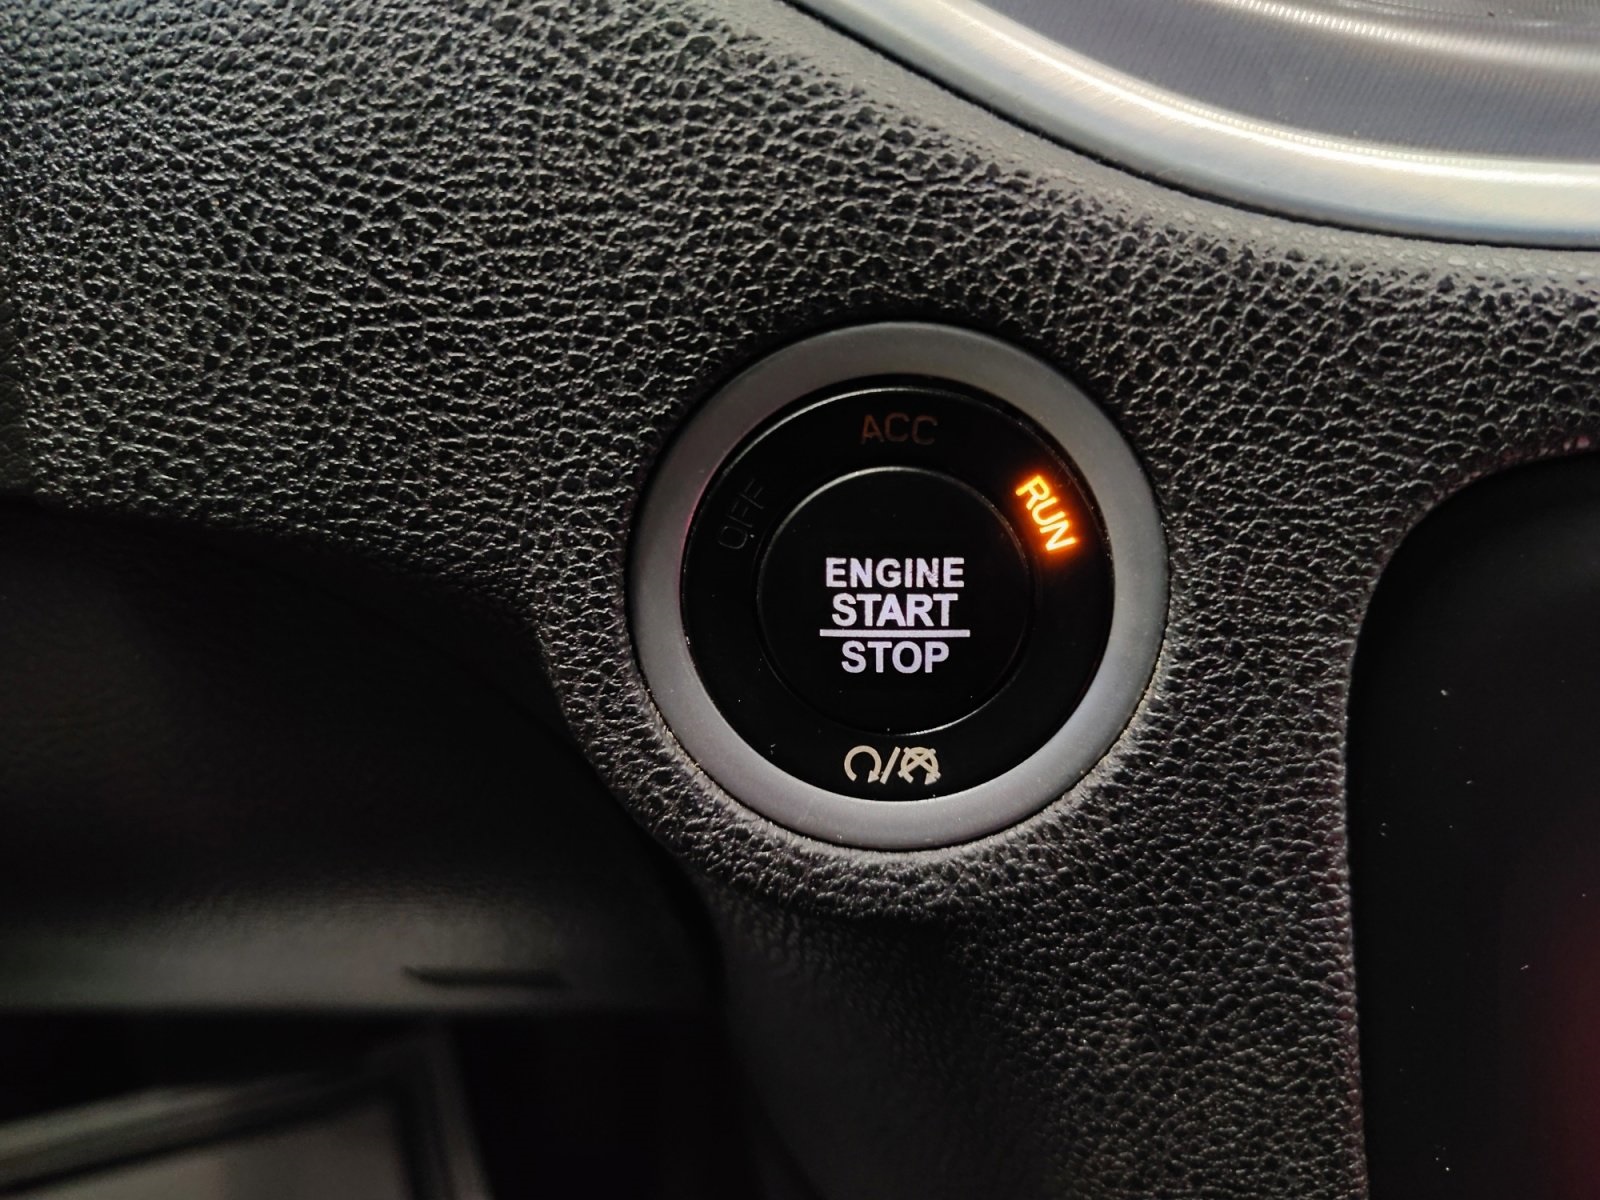 ACC
OFF
RUN
ENGINE
START
STOP